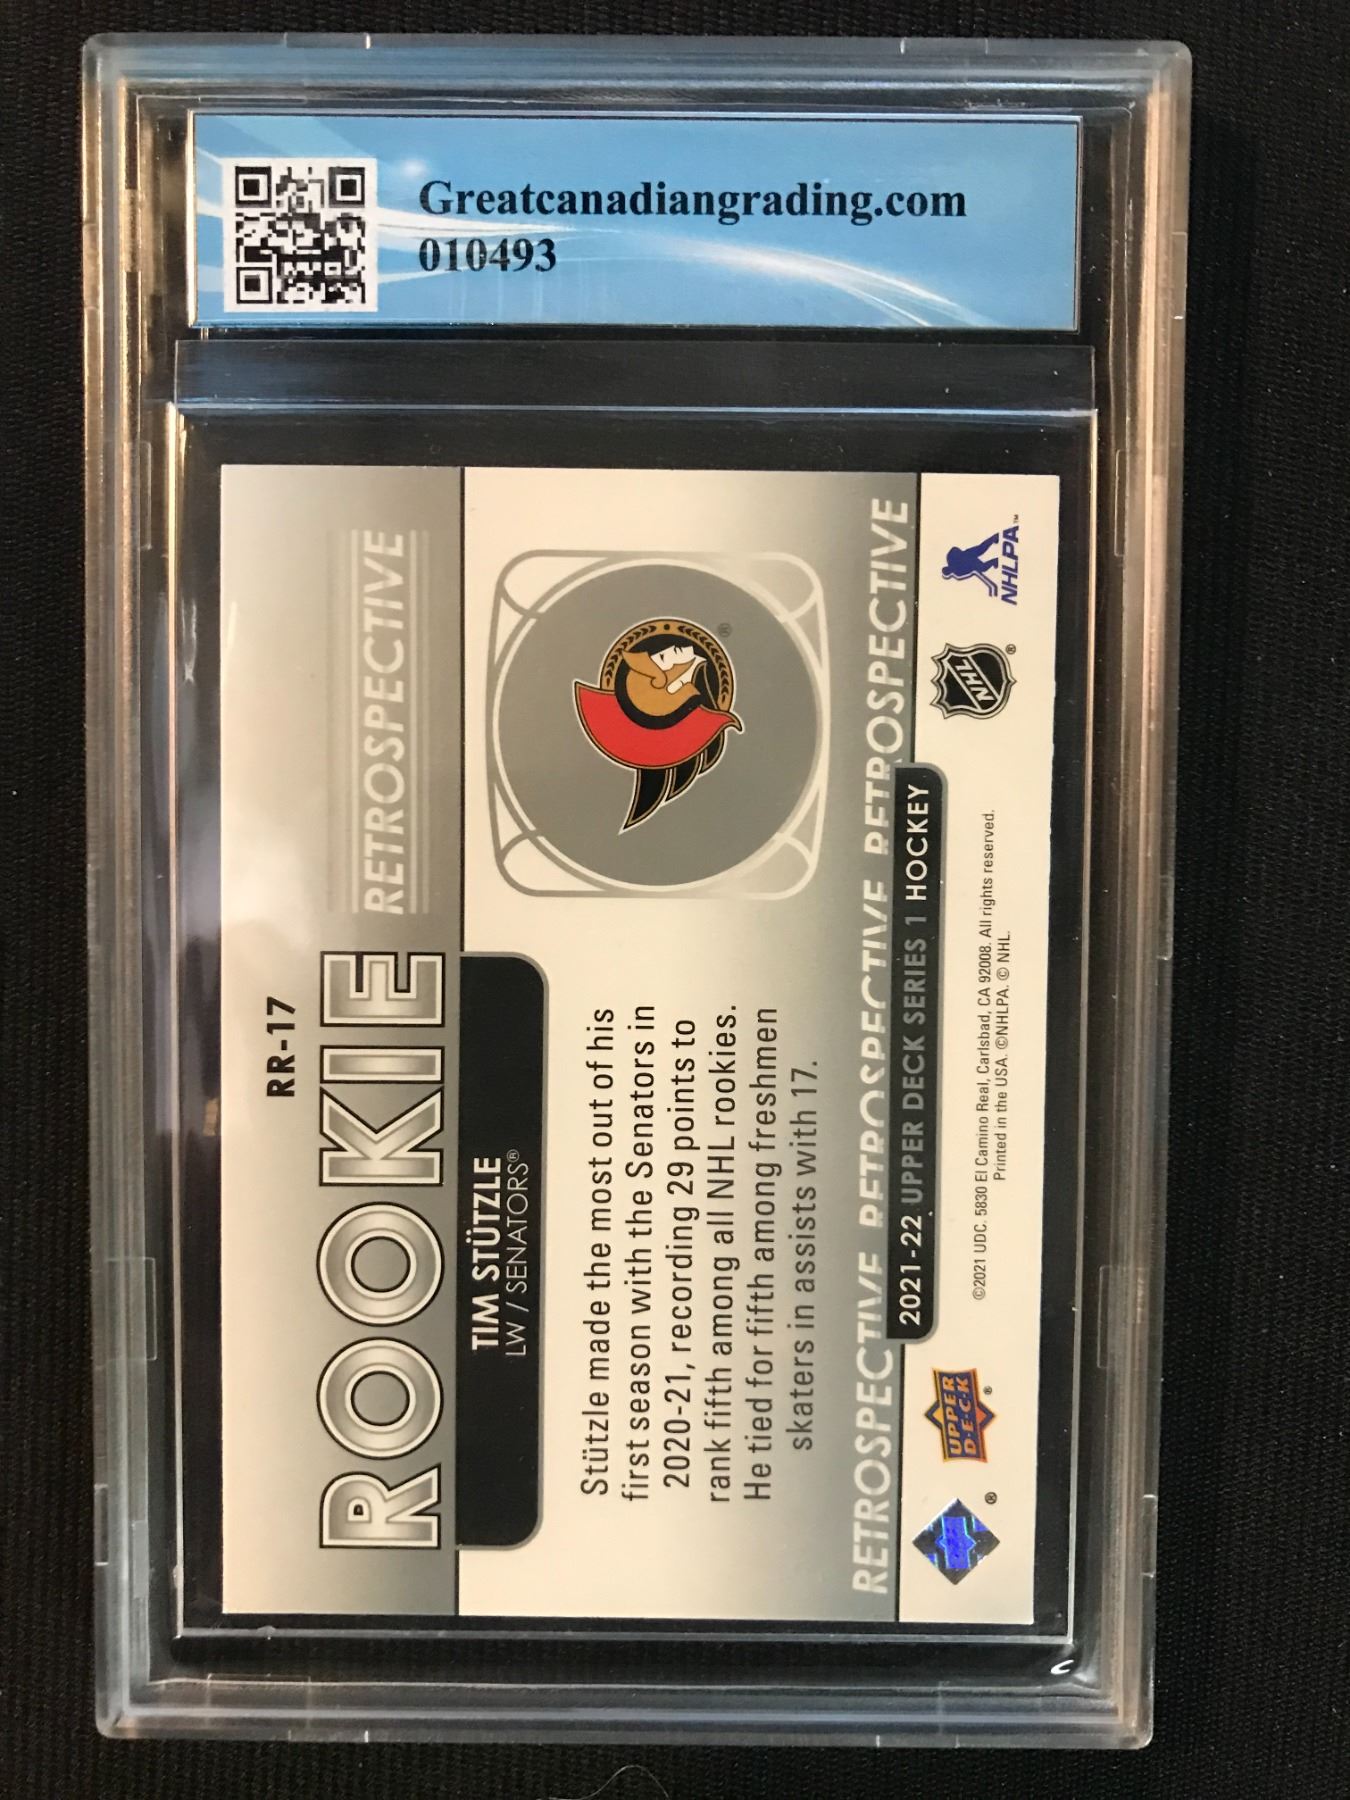 Greatcanadiangrading.com
010493
RR-17
ROOKIE RETROSPECTIVE
TIM STÜTZLE
LW / SENATORS®
Stützle made the most out of his
first season with the Senators in
2020-21, recording 29 points to
rank fifth among all NHL rookies.
He tied for fifth among freshmen
skaters in assists with 17.
®
RETROSPECTIVE RETROSPECTIVE RETROSPECTIVE RETROSPECTIVE
2021-22 UPPER DECK SERIES 1 HOCKEY
®
UPPER
D·E·C·K
®
©2021 UDC. 5830 El Camino Real, Carlsbad, CA 92008. All rights reserved.
Printed in the USA. ©NHLPA. © NHL.
NHL
®
NHLPA™